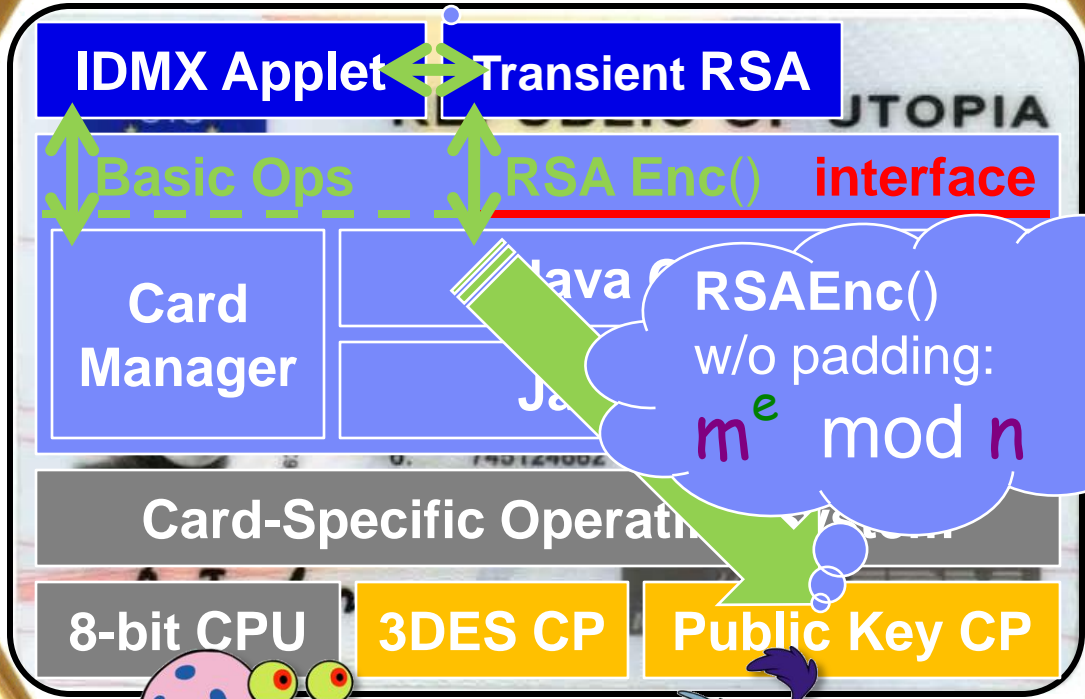 IDMX Applet
Transient RSA
UTOPIA
Basic Ops
RSA Enc()
interface
Card
Manager
RSAEnc()
w/o padding:
m^e mod n
Card-Specific
8-bit CPU
3DES CP
Public Key CP